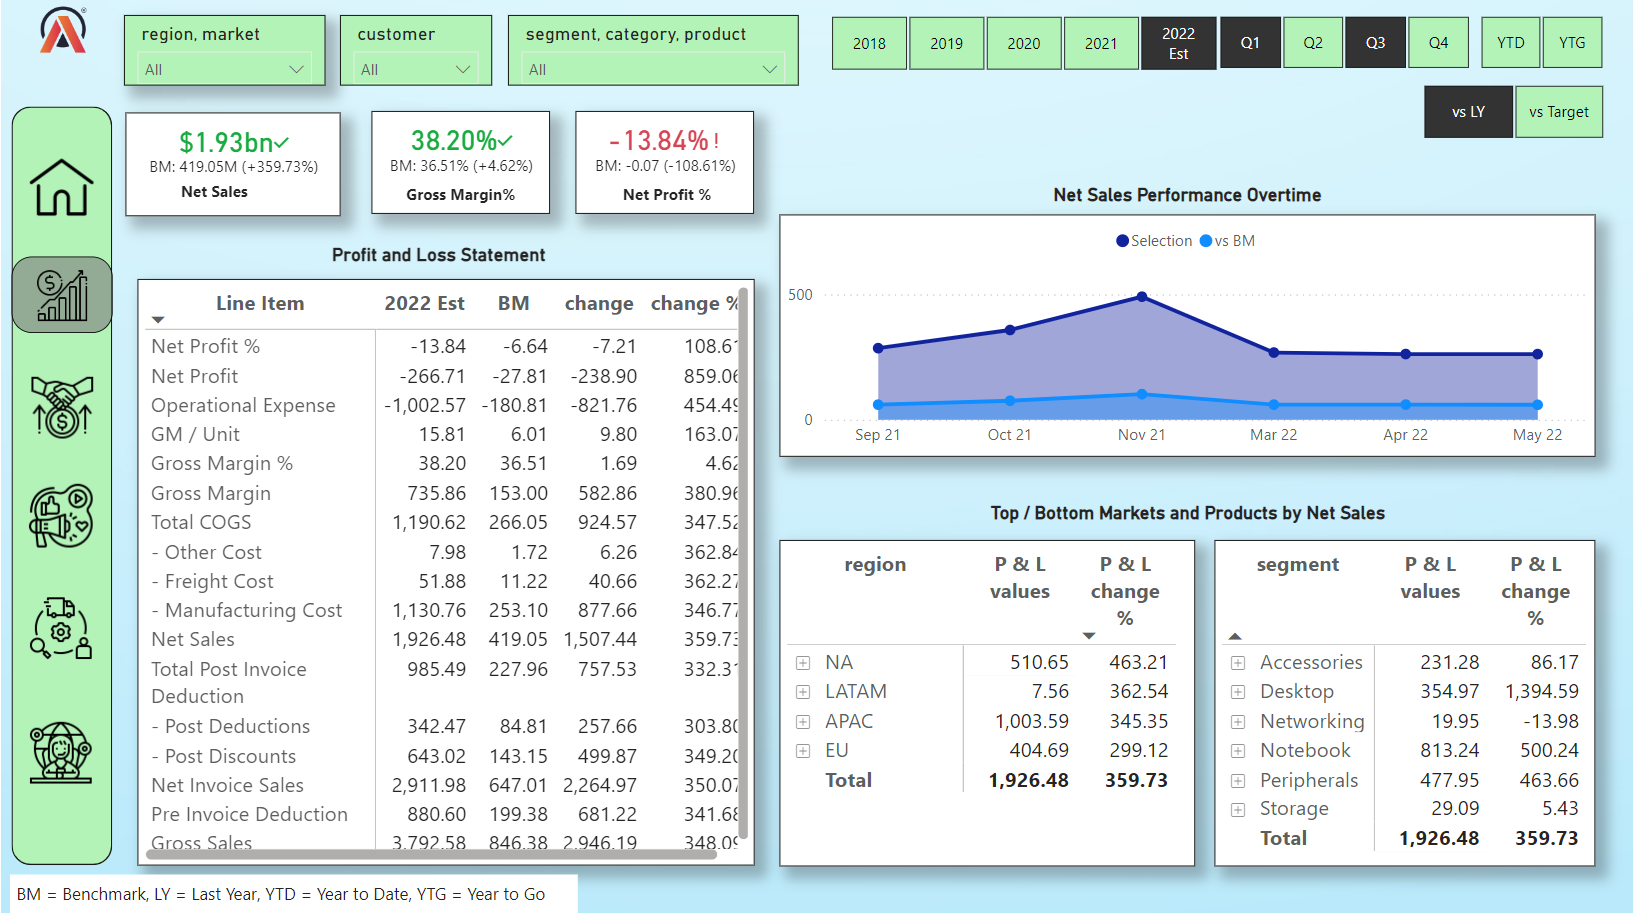 region, market
All
customer
All
segment, category, product
All
2018
2019
2020
2021
2022
Est
Q1
Q2
Q3
Q4
YTD
YTG
vs LY
vs Target
$1.93bn
BM: 419.05M (+359.73%)
Net Sales
38.20%
BM: 36.51% (+4.62%)
Gross Margin%
-13.84% !
BM: -0.07 (-108.61%)
Net Profit %
Profit and Loss Statement
Line Item 2022 Est BM change change %
Net Profit % -13.84 -6.64 -7.21 108.61
Net Profit -266.71 -27.81 -238.90 859.06
Operational Expense -1,002.57 -180.81 -821.76 454.49
GM / Unit 15.81 6.01 9.80 163.07
Gross Margin % 38.20 36.51 1.69 4.62
Gross Margin 735.86 153.00 582.86 380.96
Total COGS 1,190.62 266.05 924.57 347.52
- Other Cost 7.98 1.72 6.26 362.84
- Freight Cost 51.88 11.22 40.66 362.27
- Manufacturing Cost 1,130.76 253.10 877.66 346.77
Net Sales 1,926.48 419.05 1,507.44 359.73
Total Post Invoice 985.49 227.96 757.53 332.31
Deduction
- Post Deductions 342.47 84.81 257.66 303.80
- Post Discounts 643.02 143.15 499.87 349.20
Net Invoice Sales 2,911.98 647.01 2,264.97 350.07
Pre Invoice Deduction 880.60 199.38 681.22 341.68
Gross Sales 3,792.58 846.38 2,946.19 348.09
Net Sales Performance Overtime
Selection vs BM
500
0
Sep 21 Oct 21 Nov 21 Mar 22 Apr 22 May 22
Top / Bottom Markets and Products by Net Sales
region P & L P & L
values change
%
NA 510.65 463.21
LATAM 7.56 362.54
APAC 1,003.59 345.35
EU 404.69 299.12
Total 1,926.48 359.73
segment P & L P & L
values change
%
Accessories 231.28 86.17
Desktop 354.97 1,394.59
Networking 19.95 -13.98
Notebook 813.24 500.24
Peripherals 477.95 463.66
Storage 29.09 5.43
Total 1,926.48 359.73
BM = Benchmark, LY = Last Year, YTD = Year to Date, YTG = Year to Go